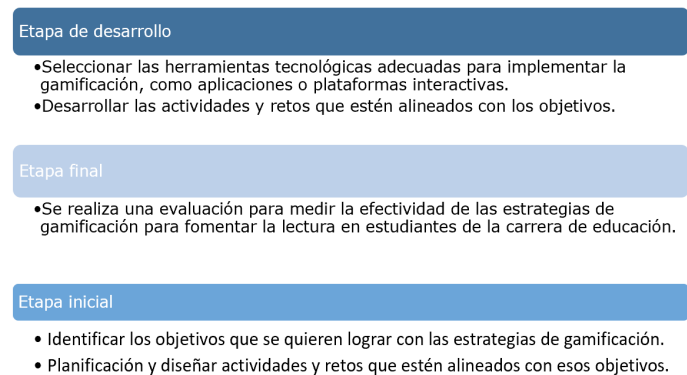 Etapa de desarrollo
•Seleccionar las herramientas tecnológicas adecuadas para implementar la
gamificación, como aplicaciones o plataformas interactivas.
•Desarrollar las actividades y retos que estén alineados con los objetivos.
Etapa final
•Se realiza una evaluación para medir la efectividad de las estrategias de
gamificación para fomentar la lectura en estudiantes de la carrera de educación.
Etapa inicial
• Identificar los objetivos que se quieren lograr con las estrategias de gamificación.
• Planificación y diseñar actividades y retos que estén alineados con esos objetivos.